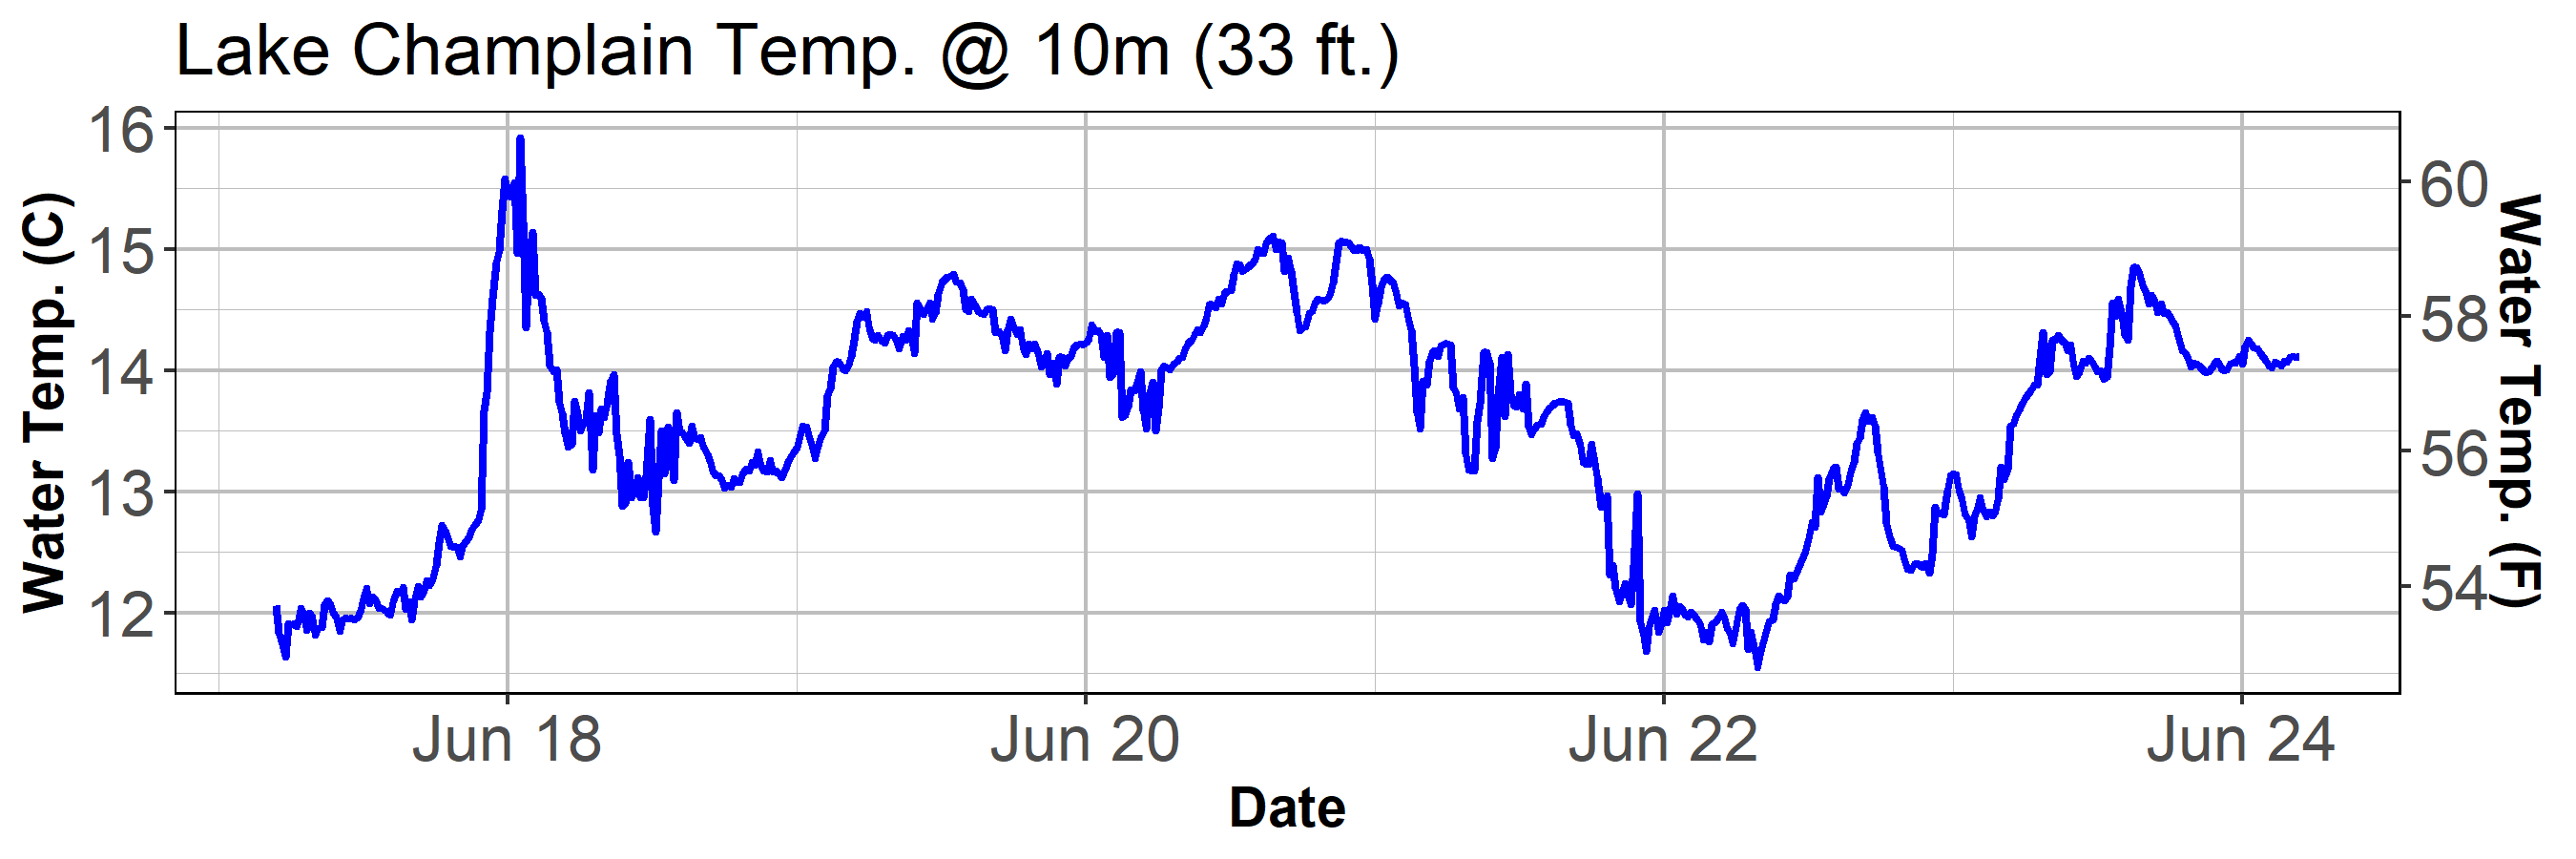 Lake Champlain Temp. @ 10m (33 ft.)
Water Temp. (C)
16
15
14
13
12
60
58
56
54
Water Temp. (F)
Jun 18
Jun 20
Jun 22
Jun 24
Date